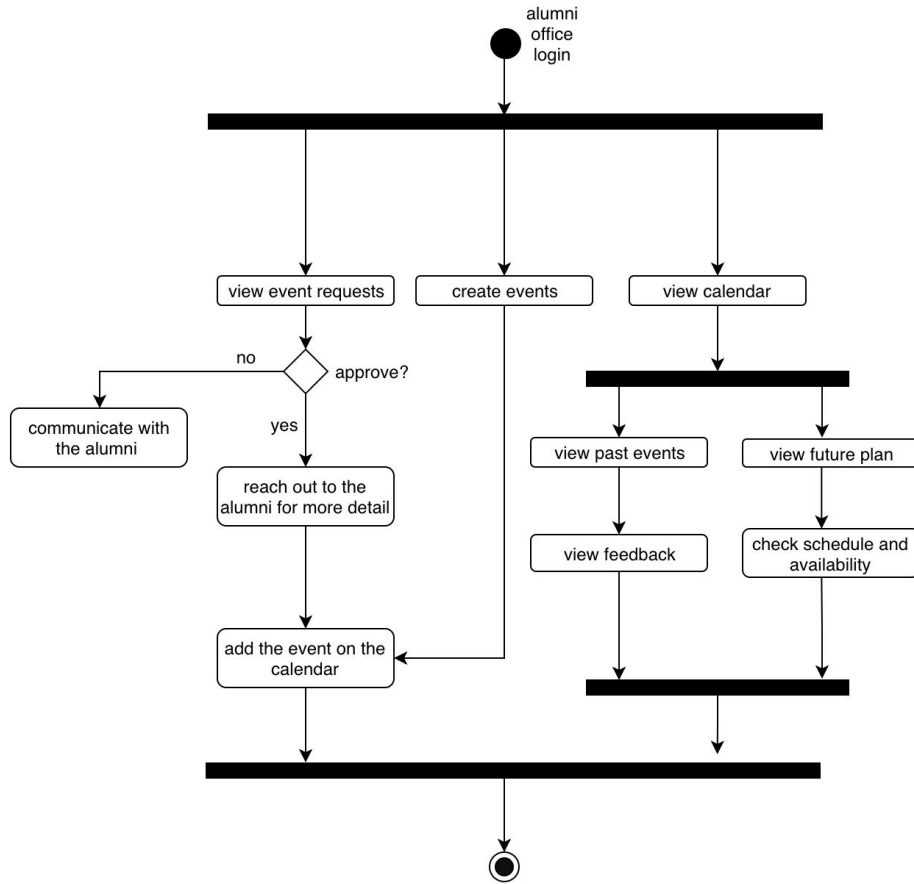 alumni
office
login
view event requests
create events
view calendar
no
approve?
communicate with
the alumni
yes
view past events
view future plan
reach out to the
alumni for more detail
view feedback
check schedule and
availability
add the event on the
calendar